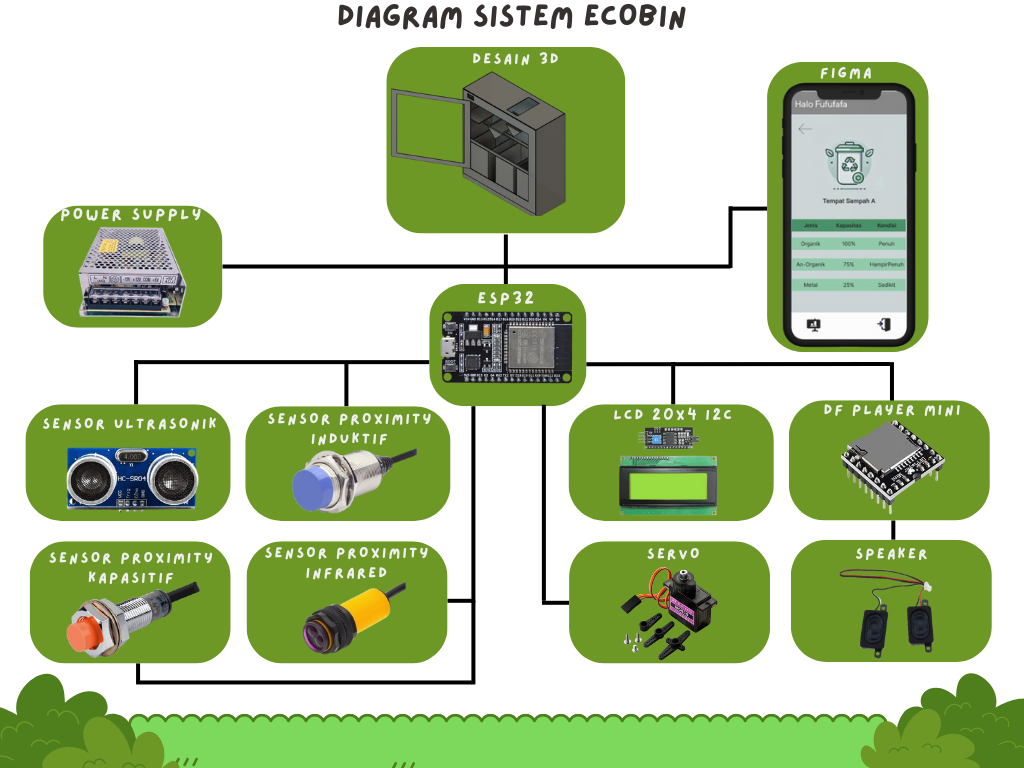 DIAGRAM SISTEM ECOBIN
DESAIN 3D
FIGMA
Halo Fufufafa
Tempat Sampah A
Jenis Kapasitas Kondisi
Organik 100% Penuh
An-Organik 75% HampirPenuh
Metal 25% Sedikit
POWER SUPPLY
ESP32
SENSOR ULTRASONIK
4.000
HC-SR04
SENSOR PROXIMITY
INDUKTIF
LCD 20X4 I2C
DF PLAYER MINI
SENSOR PROXIMITY
KAPASITIF
SENSOR PROXIMITY
INFRARED
SERVO
SPEAKER